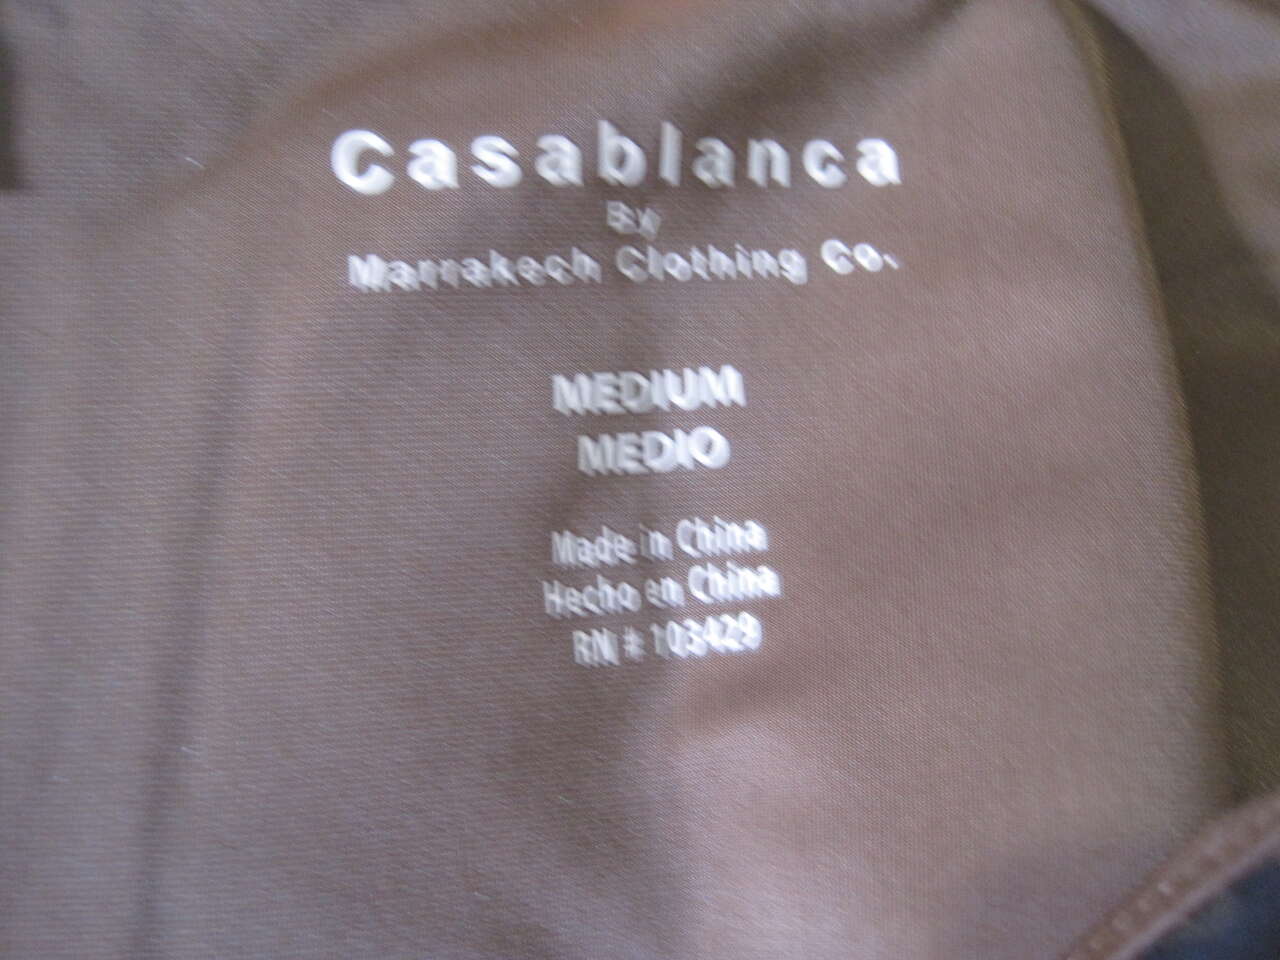 Casablanca
By
Marrakech Clothing Co.
MEDIUM
MEDIO
Made in China
Hecho en China
RN # 103429